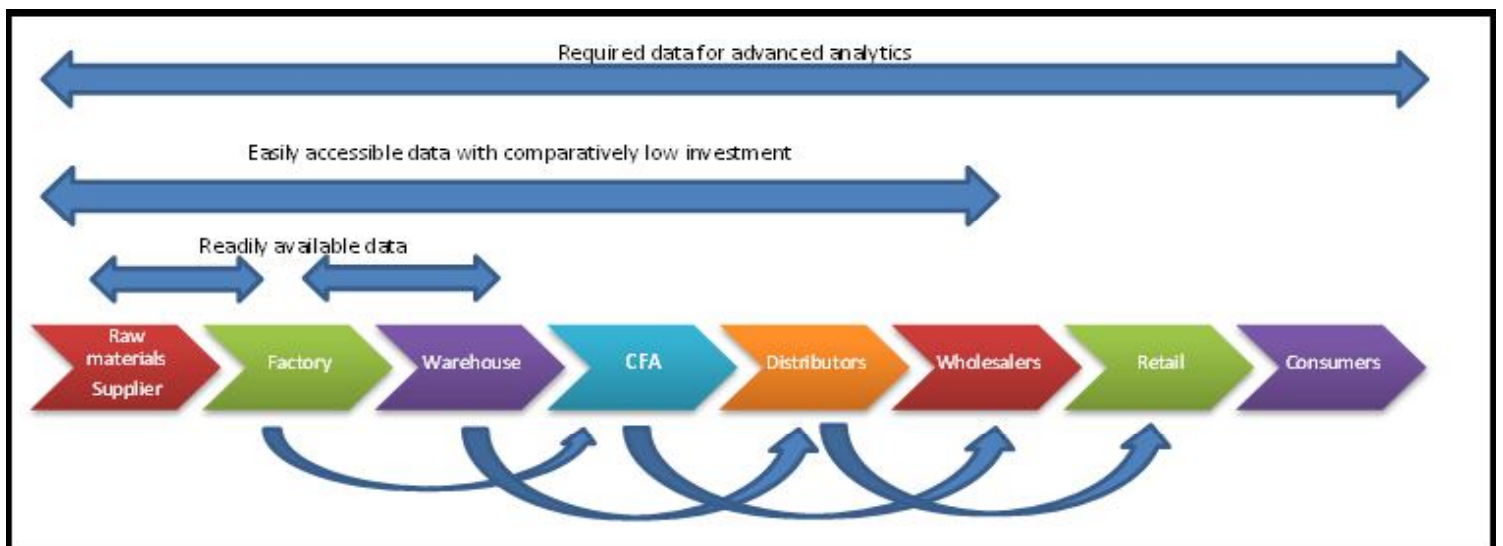 Required data for advanced analytics
Easily accessible data with comparatively low investment
Readily available data
Raw
materials
Supplier
Factory
Warehouse
CFA
Distributors
Wholesalers
Retail
Consumers